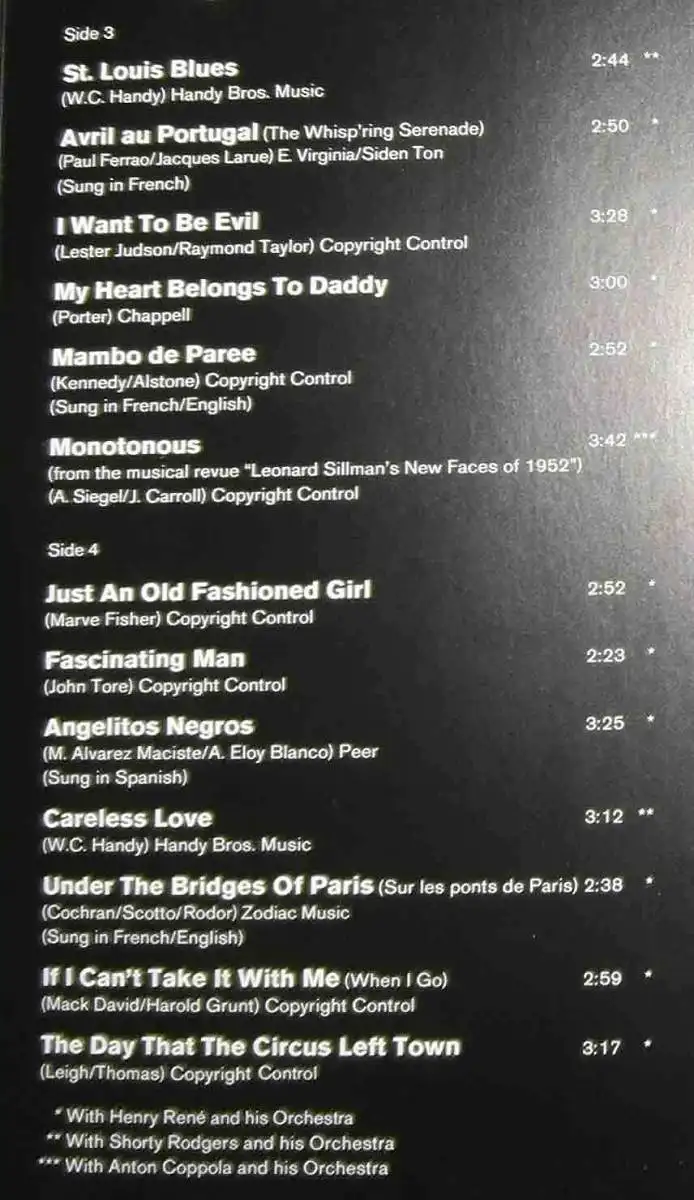 Side 3
St. Louis Blues 2:44 **
(W.C. Handy) Handy Bros. Music
Avril au Portugal (The Whisp'ring Serenade) 2:50 *
(Paul Ferrao/Jacques Larue) E. Virginia/Siden Ton
(Sung in French)
I Want To Be Evil 3:28 *
(Lester Judson/Raymond Taylor) Copyright Control
My Heart Belongs To Daddy 3:00 *
(Porter) Chappell
Mambo de Paree 2:52 *
(Kennedy/Alstone) Copyright Control
(Sung in French/English)
Monotonous 3:42 ***
(from the musical revue "Leonard Sillman's New Faces of 1952")
(A. Siegel/J. Carroll) Copyright Control
Side 4
Just An Old Fashioned Girl 2:52 *
(Marve Fisher) Copyright Control
Fascinating Man 2:23 *
(John Tore) Copyright Control
Angelitos Negros 3:25 *
(M. Alvarez Maciste/A. Eloy Blanco) Peer
(Sung in Spanish)
Careless Love 3:12 **
(W.C. Handy) Handy Bros. Music
Under The Bridges Of Paris (Sur les ponts de Paris) 2:38 *
(Cochran/Scotto/Rodor) Zodiac Music
(Sung in French/English)
If I Can't Take It With Me (When I Go) 2:59 *
(Mack David/Harold Grunt) Copyright Control
The Day That The Circus Left Town 3:17 *
(Leigh/Thomas) Copyright Control
* With Henry René and his Orchestra
** With Shorty Rodgers and his Orchestra
*** With Anton Coppola and his Orchestra